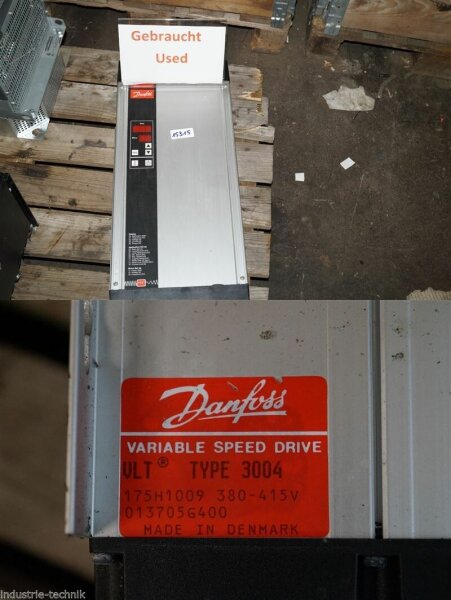 Gebraucht
Used
Danfoss
15315
Danfoss
VARIABLE SPEED DRIVE
VLT® TYPE 3004
175H1009 380-415V
013705G400
MADE IN DENMARK
industrie-technik